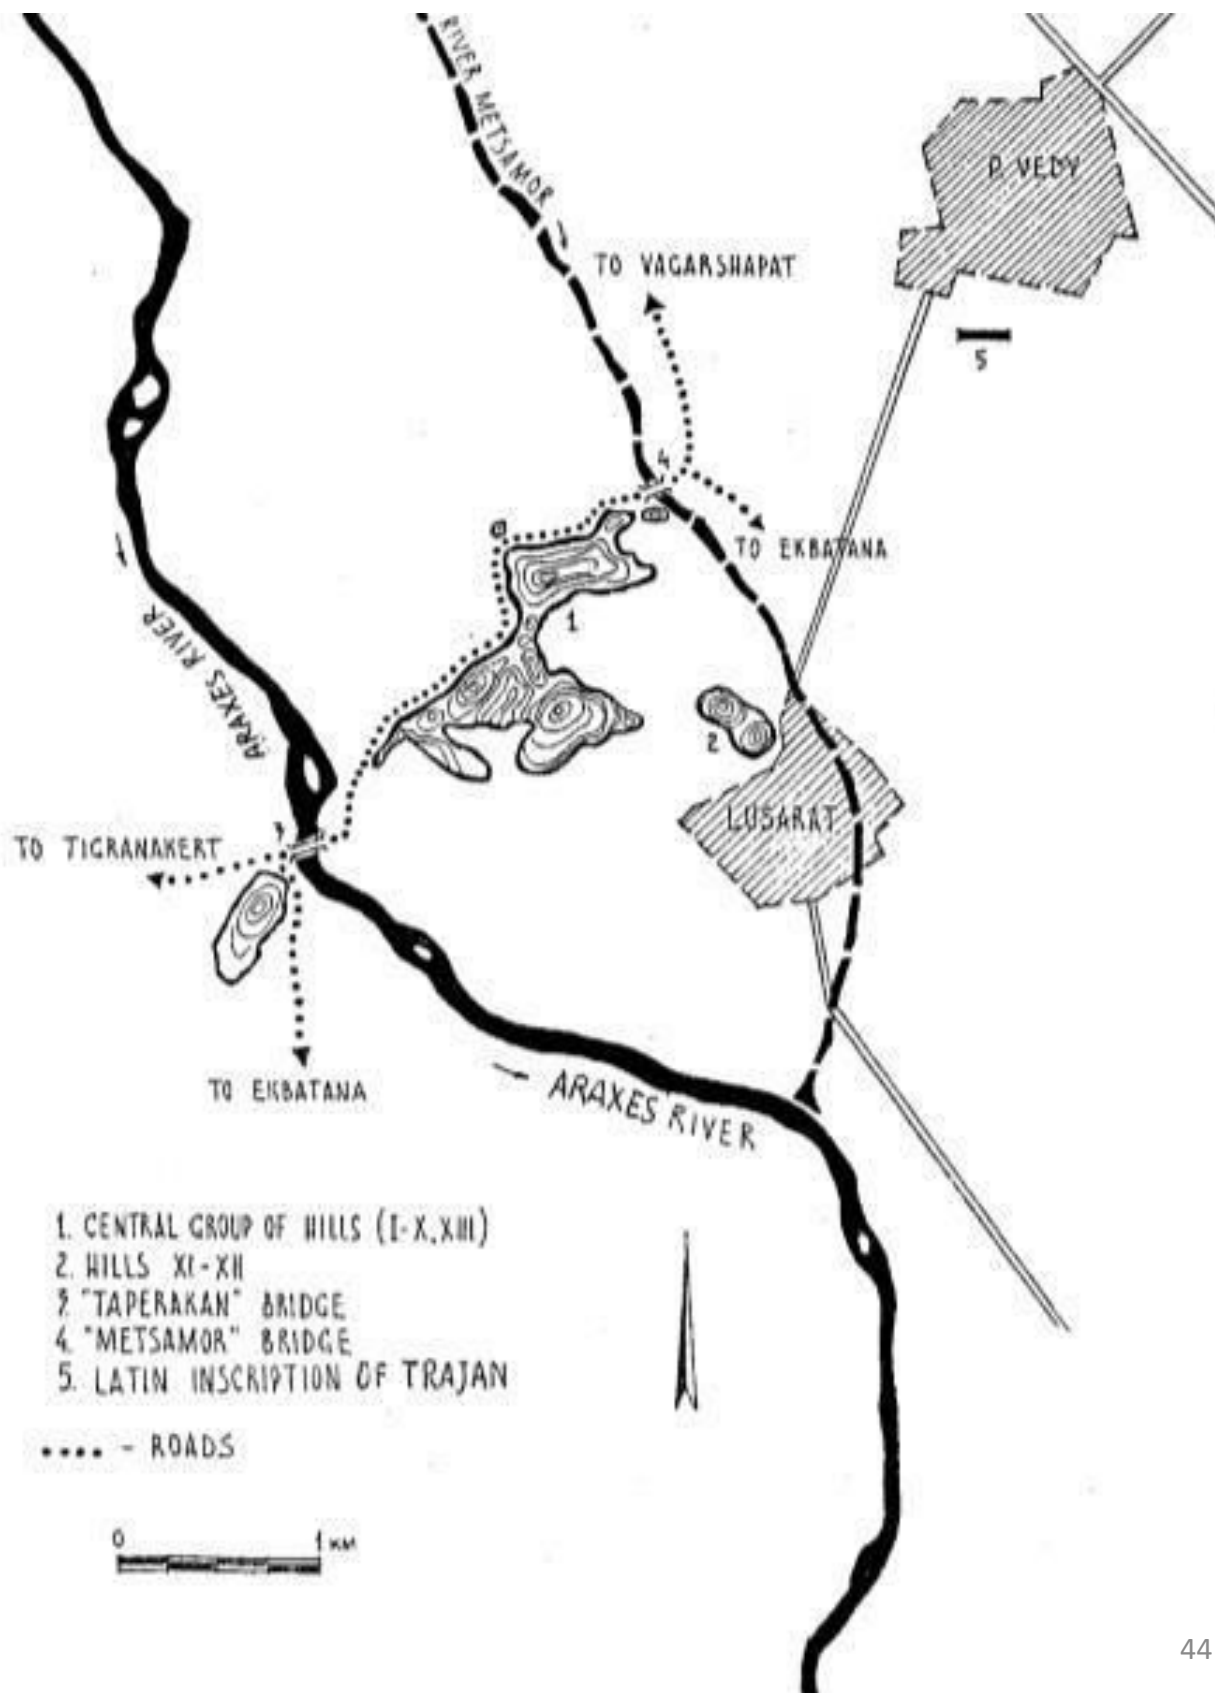 RIVER METSAMOR
P. VEDY
TO VAGARSHAPAT
5
4
TO EKBATANA
1
ARAXES RIVER
2
LUSARAT
3
TO TIGRANAKERT
TO EKBATANA
ARAXES RIVER
1. CENTRAL GROUP OF HILLS (I-X, XIII)
2. HILLS XI-XII
3. "TAPERAKAN" BRIDGE
4. "METSAMOR" BRIDGE
5. LATIN INSCRIPTION OF TRAJAN
.... - ROADS
0 1 KM
44